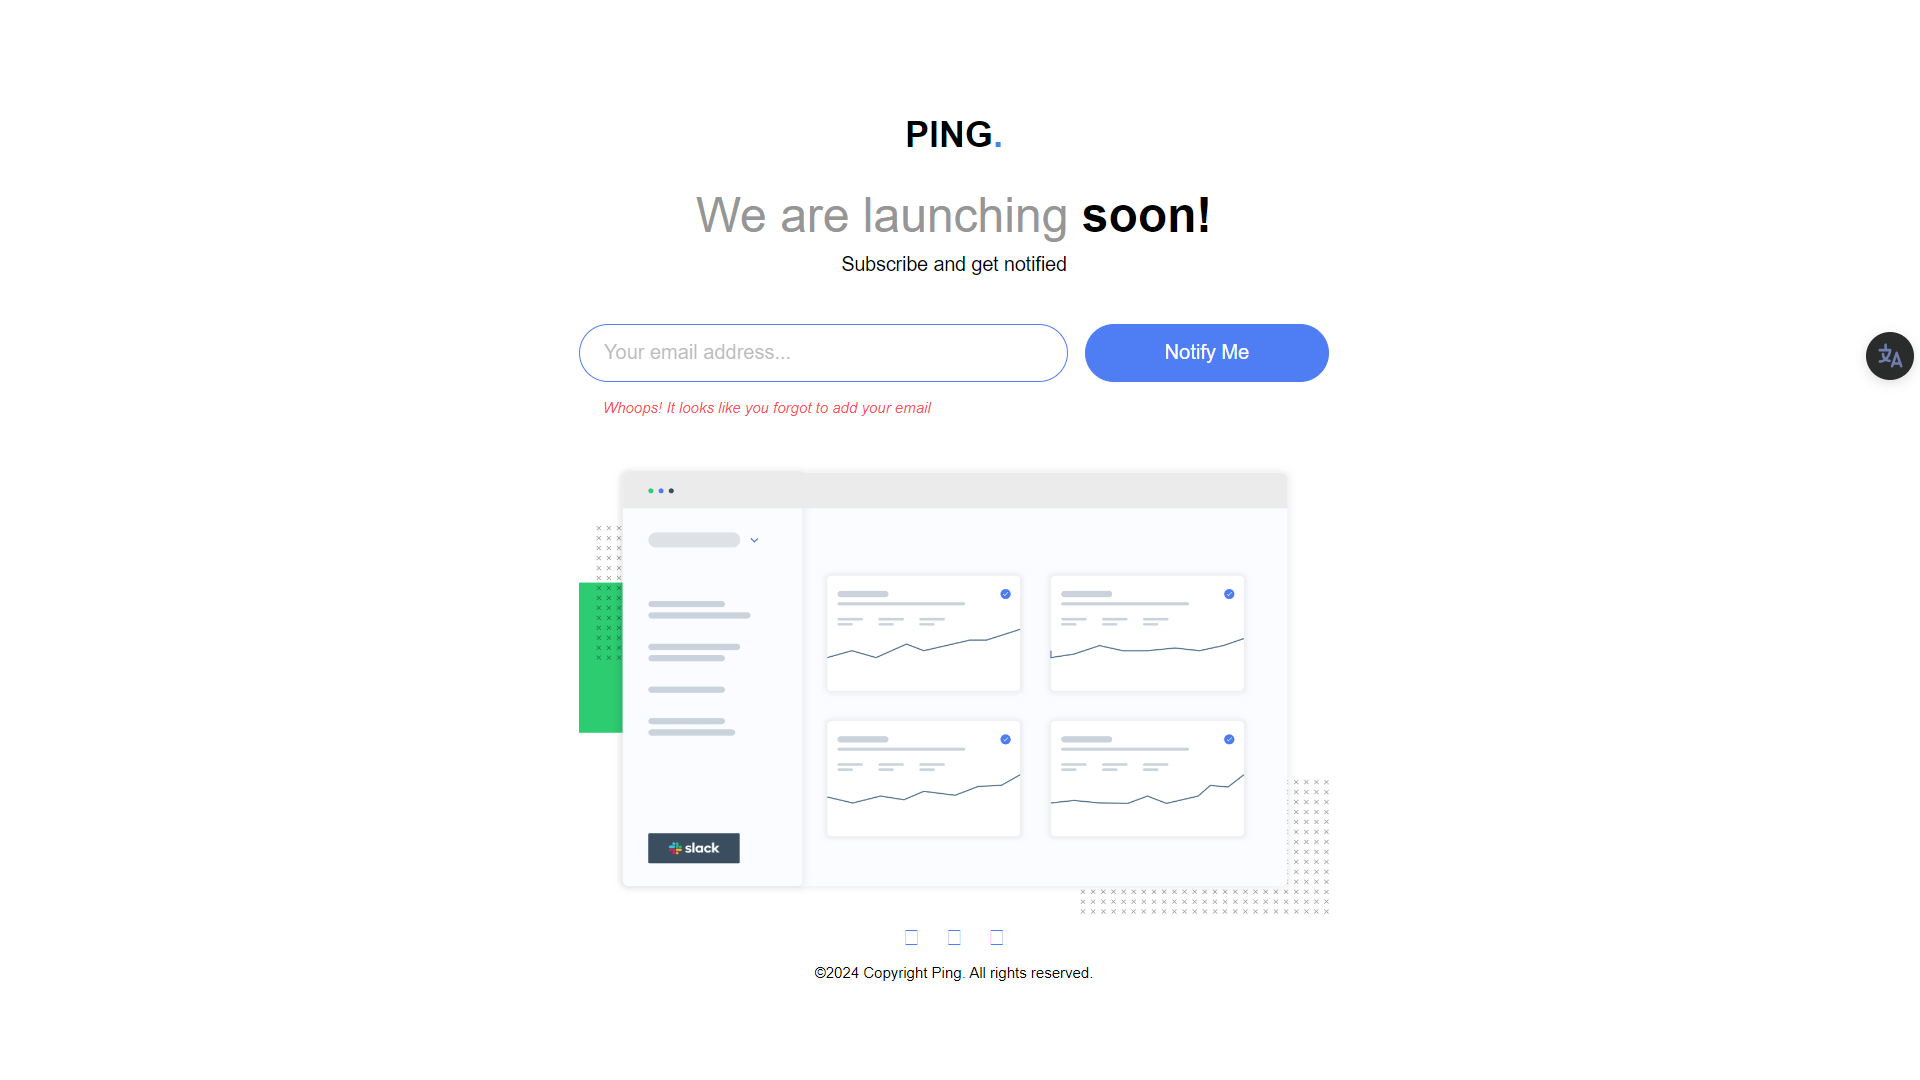 PING.
We are launching soon!
Subscribe and get notified
Your email address...
Notify Me
Whoops! It looks like you forgot to add your email
slack
©2024 Copyright Ping. All rights reserved.